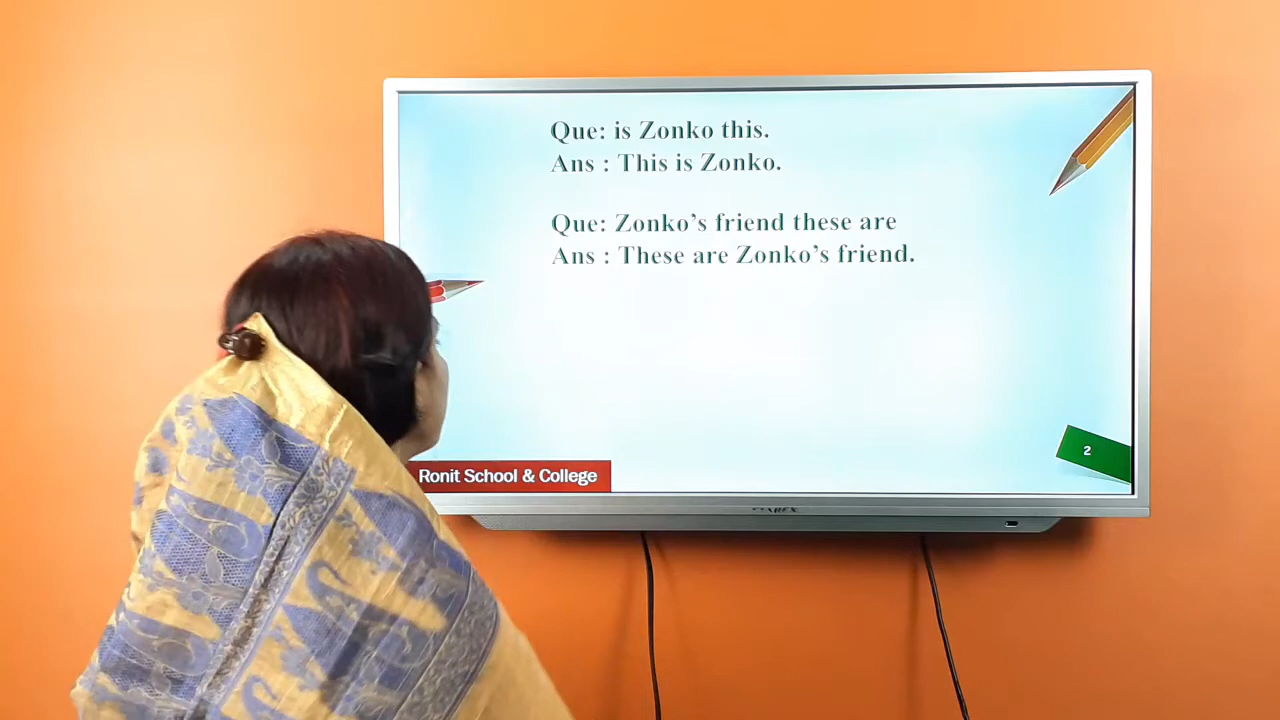 Que: is Zonko this.
Ans : This is Zonko.
Que: Zonko’s friend these are
Ans : These are Zonko’s friend.
2
Ronit School & College